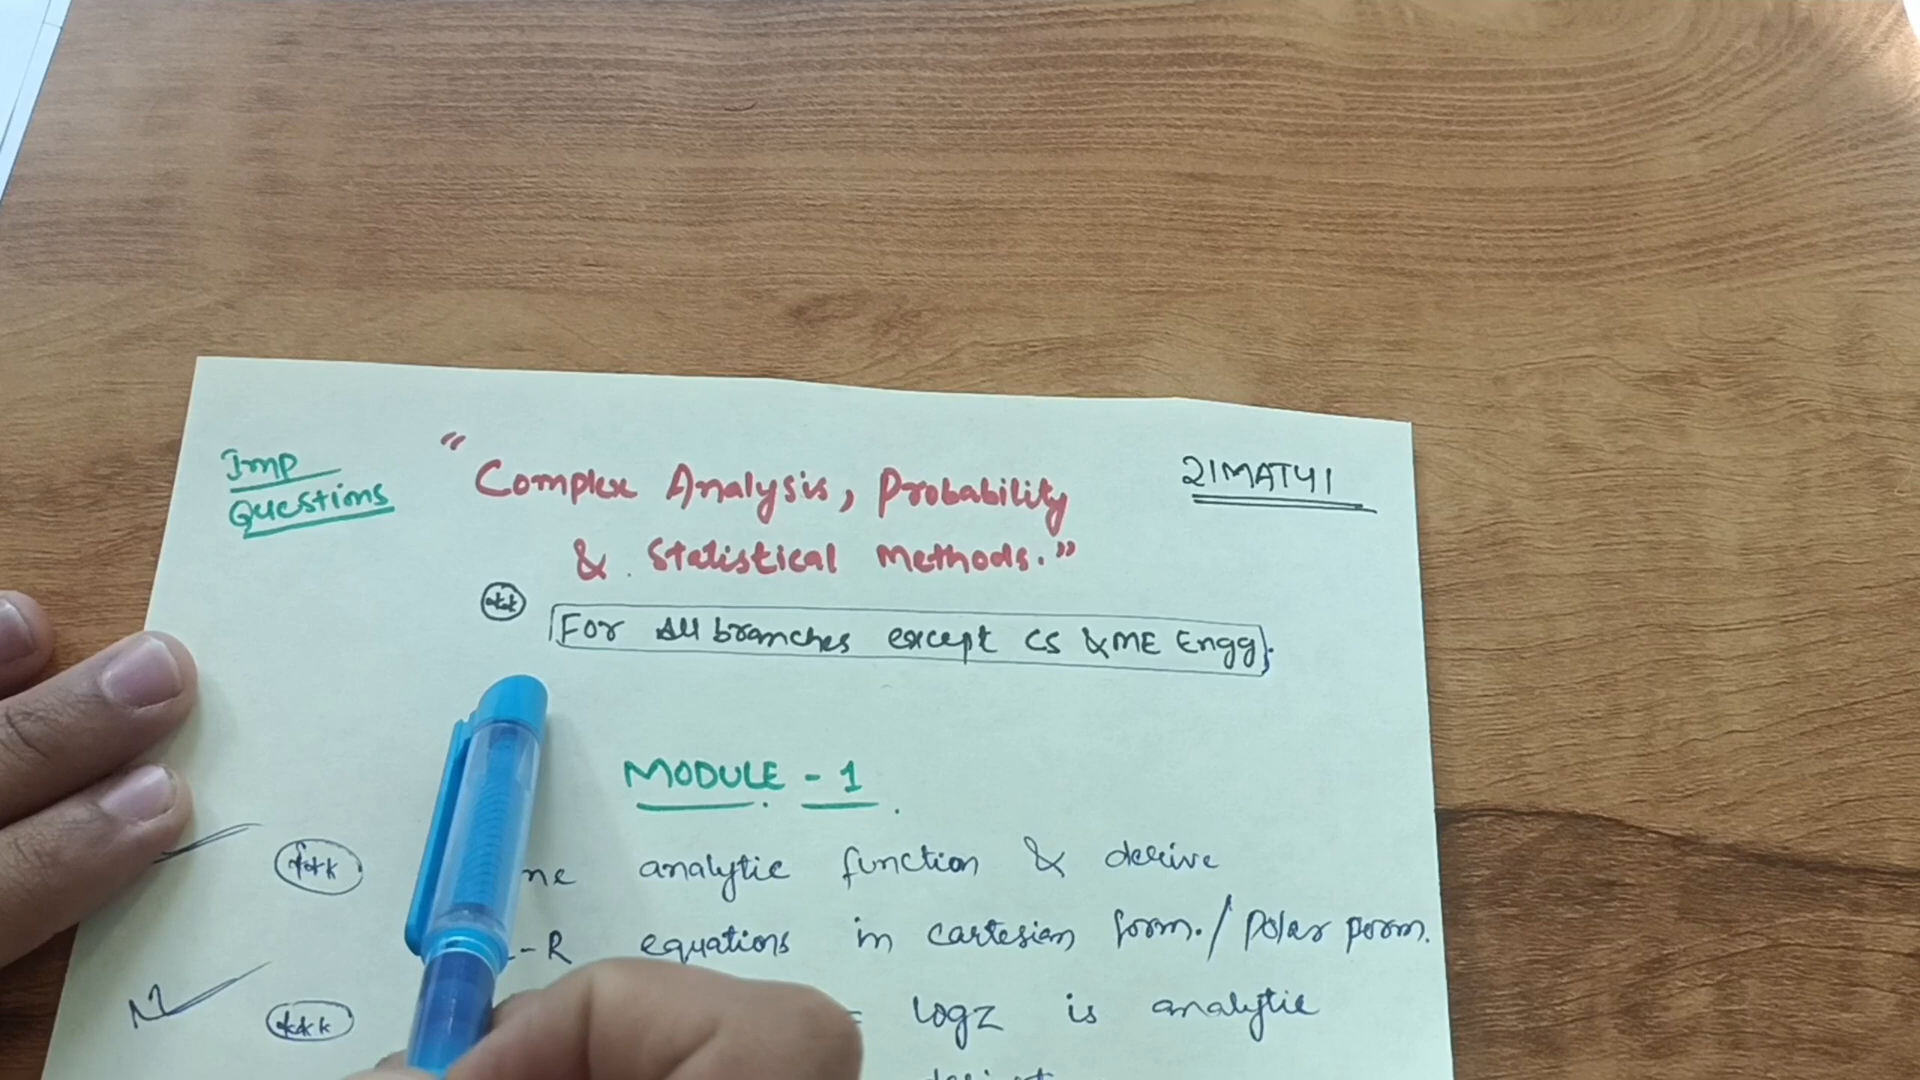 Imp
Questions
"Complex Analysis, Probability
& Statistical Methods."
21MAT41
** For All branches except CS & ME Engg.
MODULE - 1
*** analytic function & derive
-R equations in cartesian form. / Polar form.
*** = logz is analytic